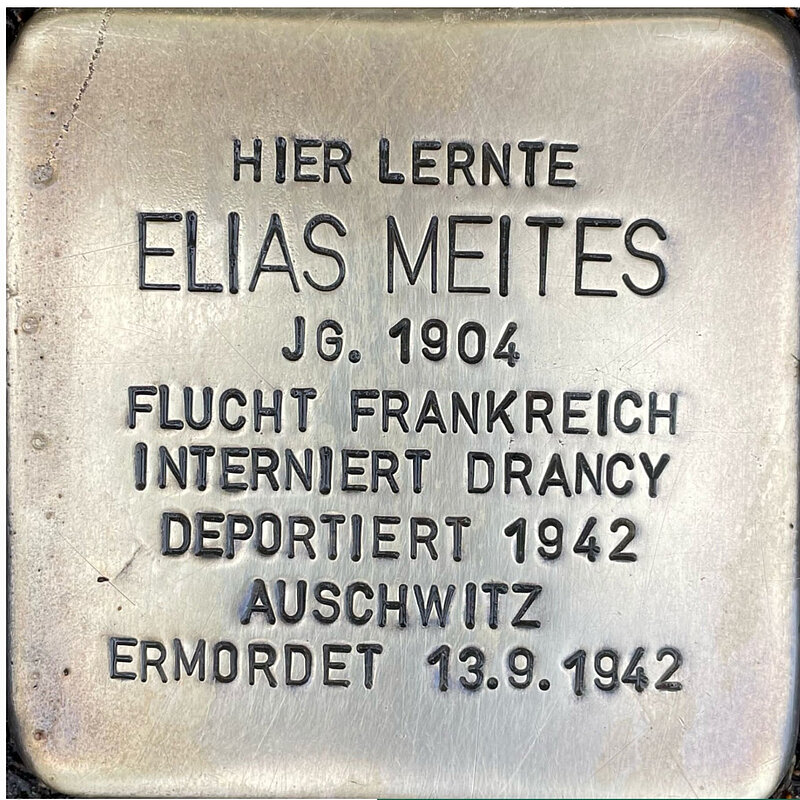 HIER LERNTE
ELIAS MEITES
JG. 1904
FLUCHT FRANKREICH
INTERNIERT DRANCY
DEPORTIERT 1942
AUSCHWITZ
ERMORDET 13.9.1942